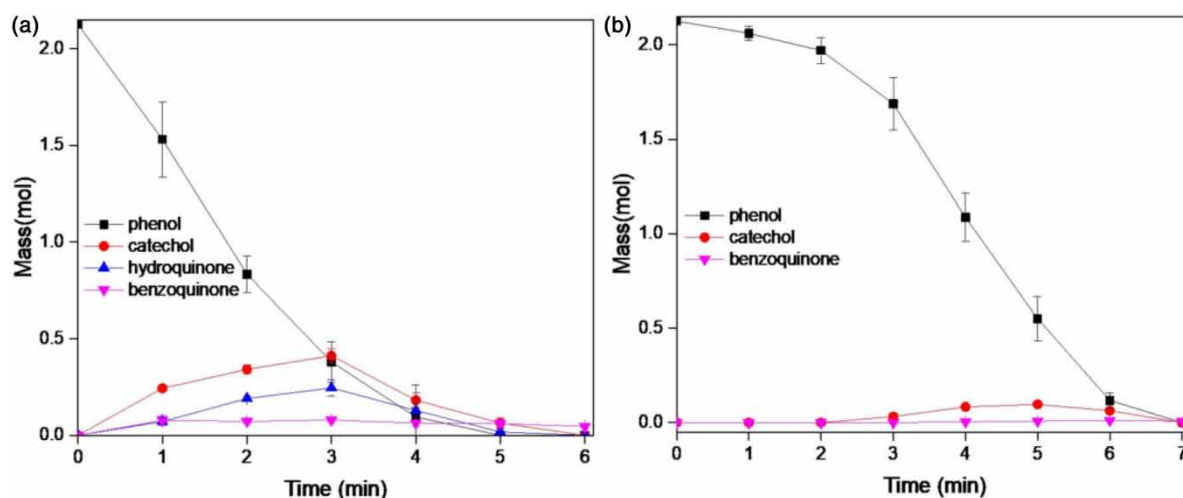 (a)
2.0
1.5
1.0
0.5
0.0
Mass(mol)
phenol
catechol
hydroquinone
benzoquinone
0 1 2 3 4 5 6
Time (min)
(b)
2.0
1.5
1.0
0.5
0.0
Mass(mol)
phenol
catechol
benzoquinone
0 1 2 3 4 5 6 7
Time (min)